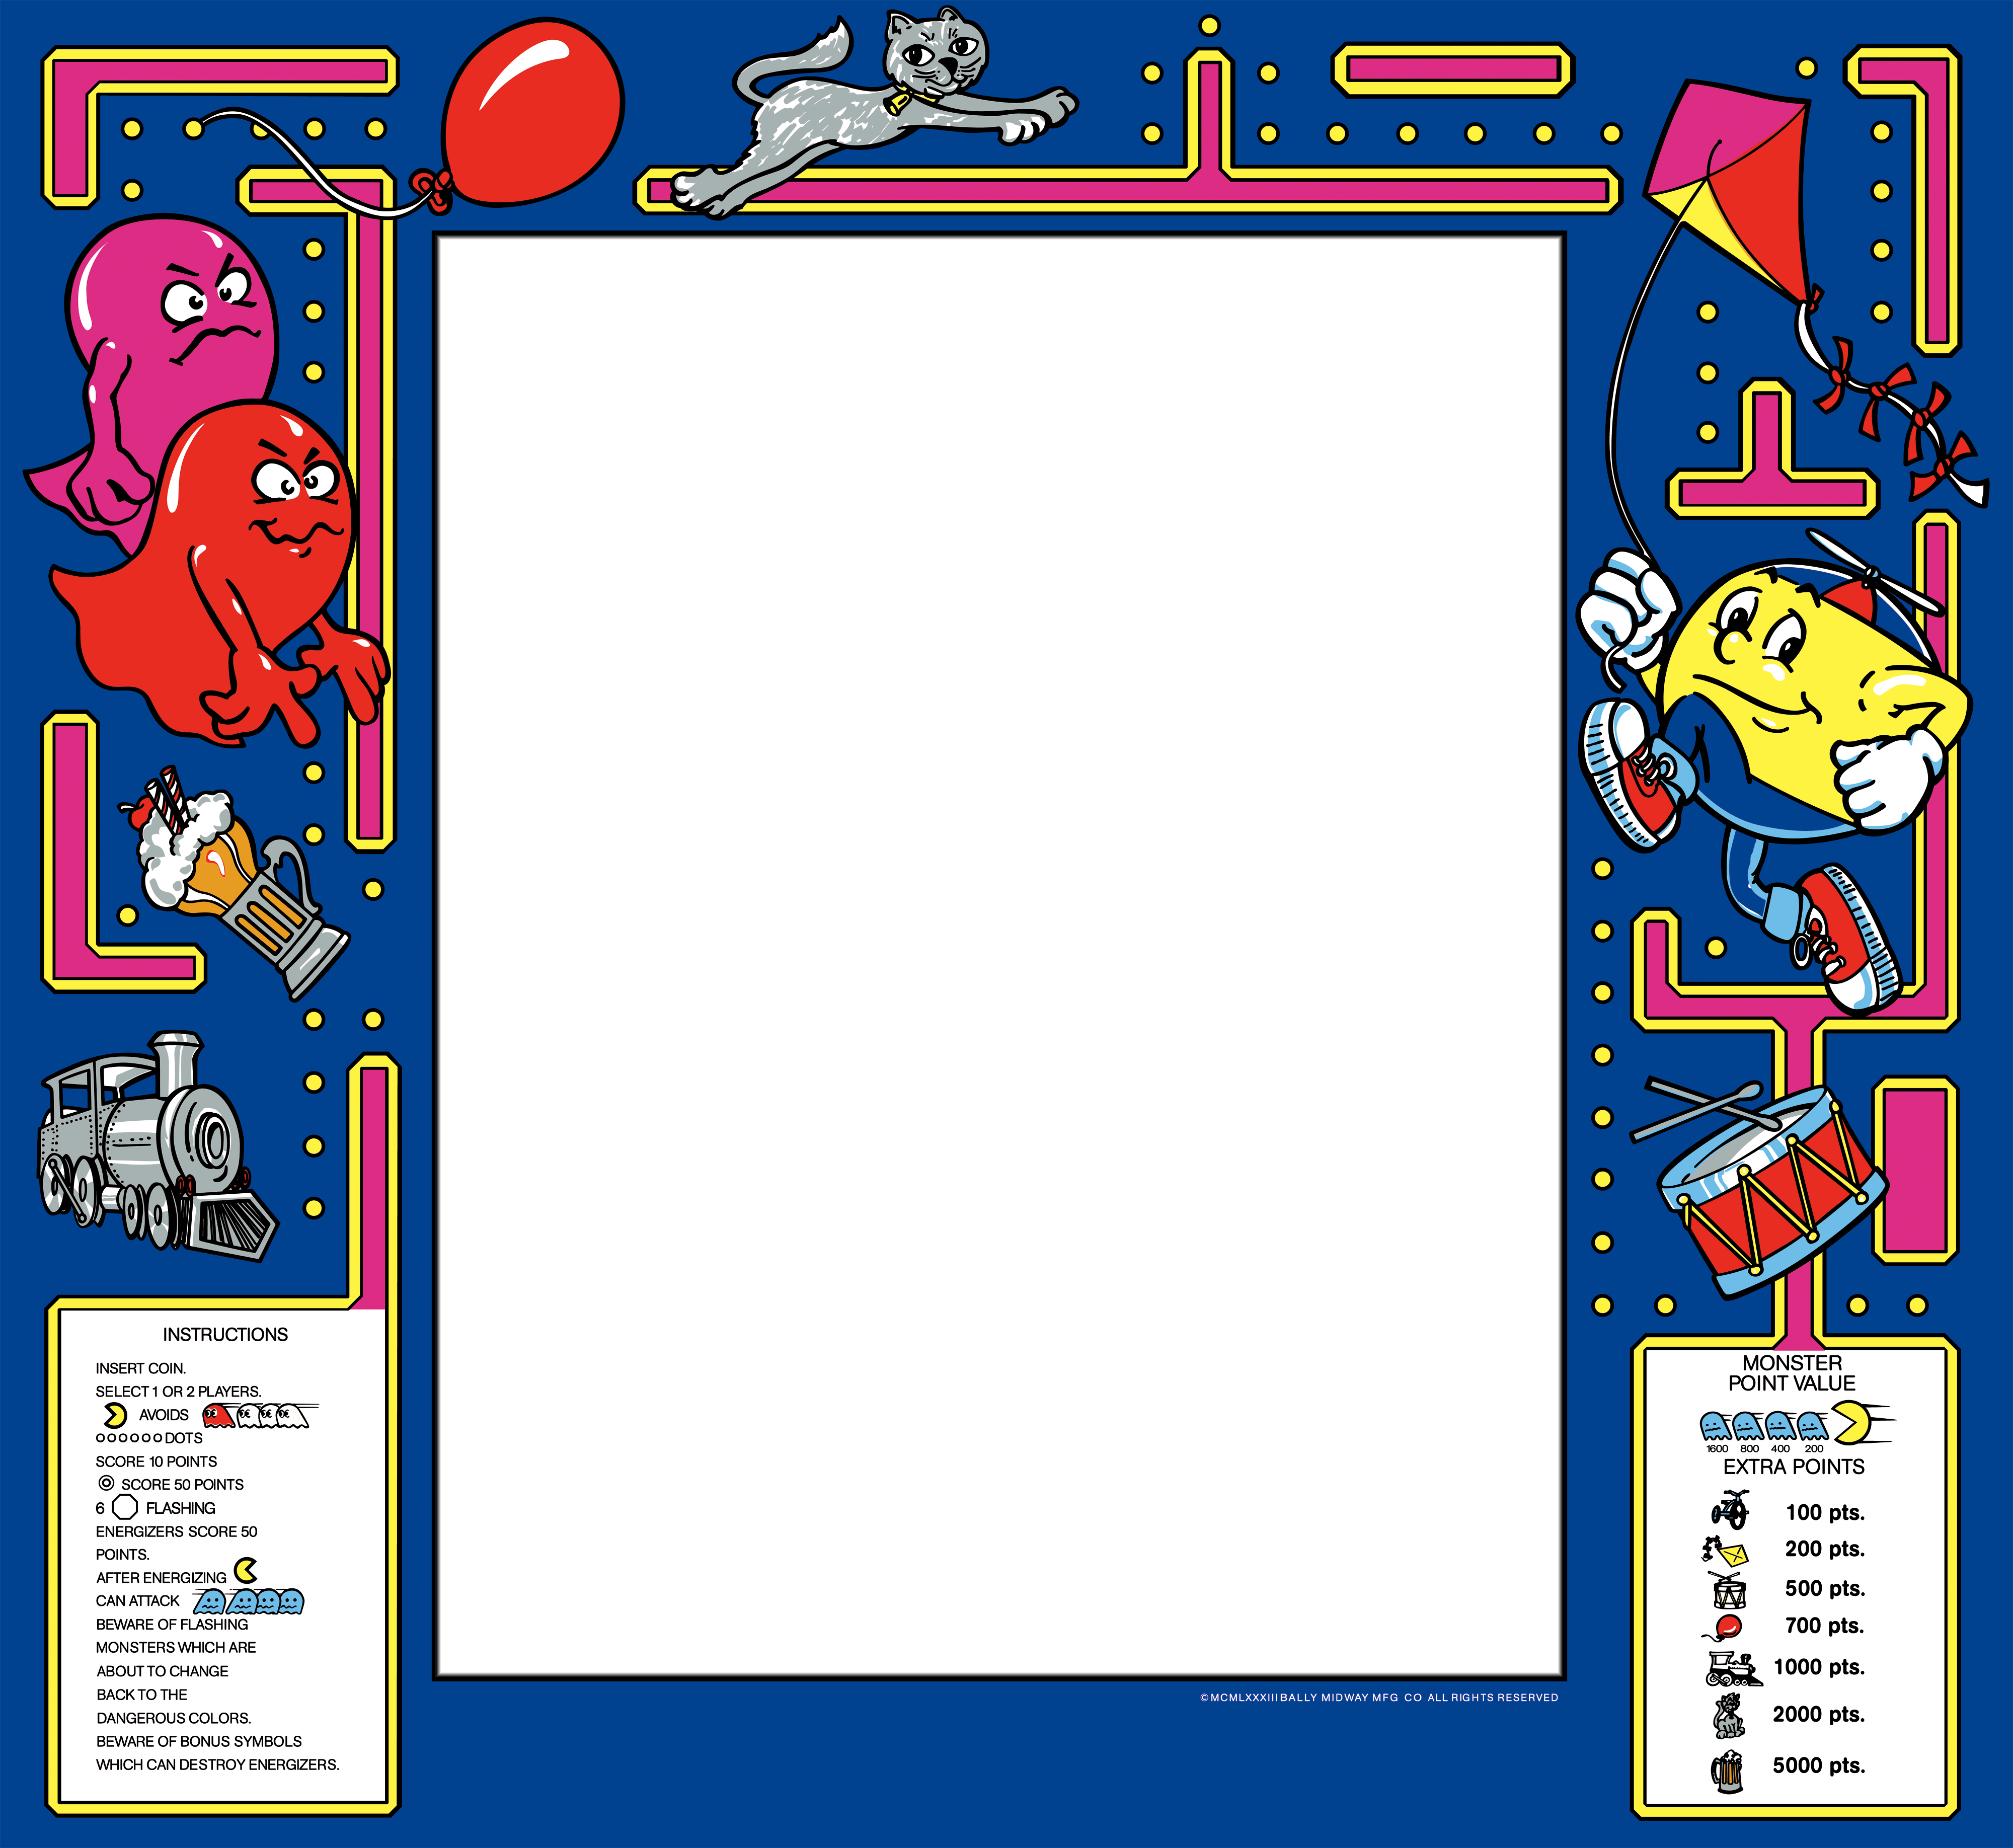 INSTRUCTIONS
INSERT COIN.
SELECT 1 OR 2 PLAYERS.
AVOIDS
DOTS
SCORE 10 POINTS
SCORE 50 POINTS
6 FLASHING
ENERGIZERS SCORE 50
POINTS.
AFTER ENERGIZING
CAN ATTACK
BEWARE OF FLASHING
MONSTERS WHICH ARE
ABOUT TO CHANGE
BACK TO THE
DANGEROUS COLORS.
BEWARE OF BONUS SYMBOLS
WHICH CAN DESTROY ENERGIZERS.
© MCMLXXXIII BALLY MIDWAY MFG CO ALL RIGHTS RESERVED
MONSTER
POINT VALUE
1600 800 400 200
EXTRA POINTS
100 pts.
200 pts.
500 pts.
700 pts.
1000 pts.
2000 pts.
5000 pts.